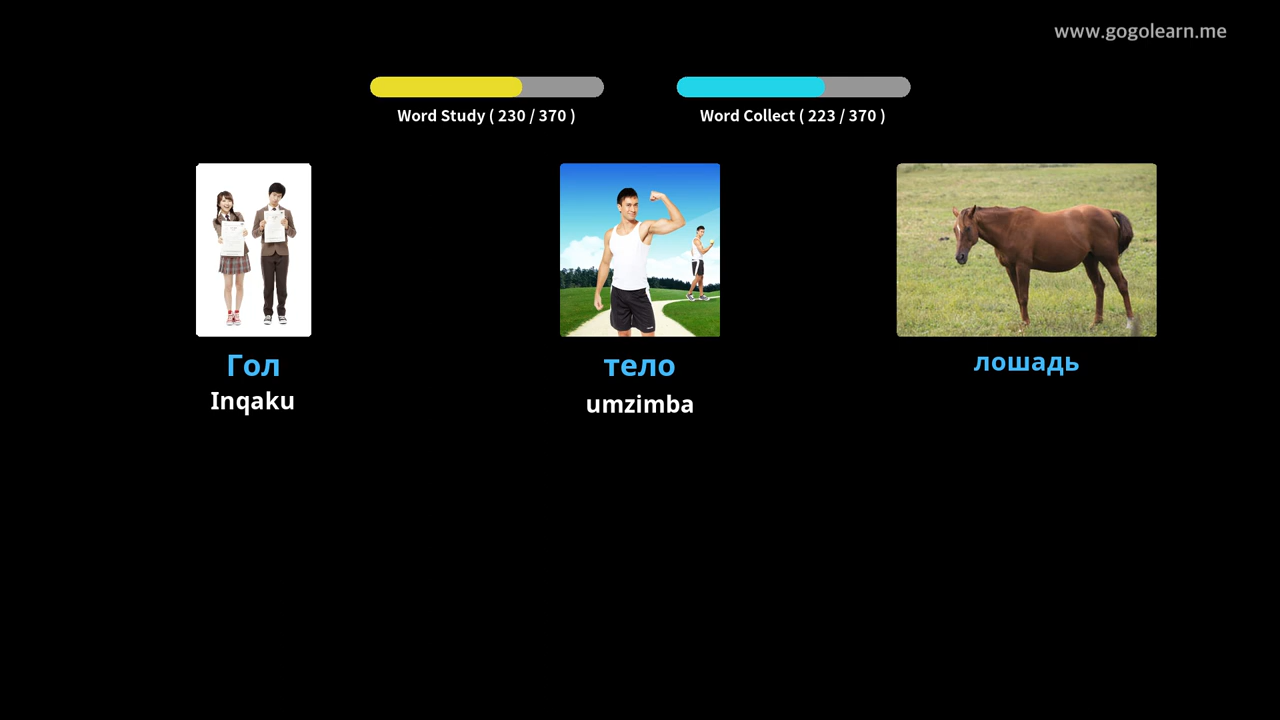 www.gogolearn.me
Word Study ( 230 / 370 )
Word Collect ( 223 / 370 )
Гол
Inqaku
тело
umzimba
лошадь